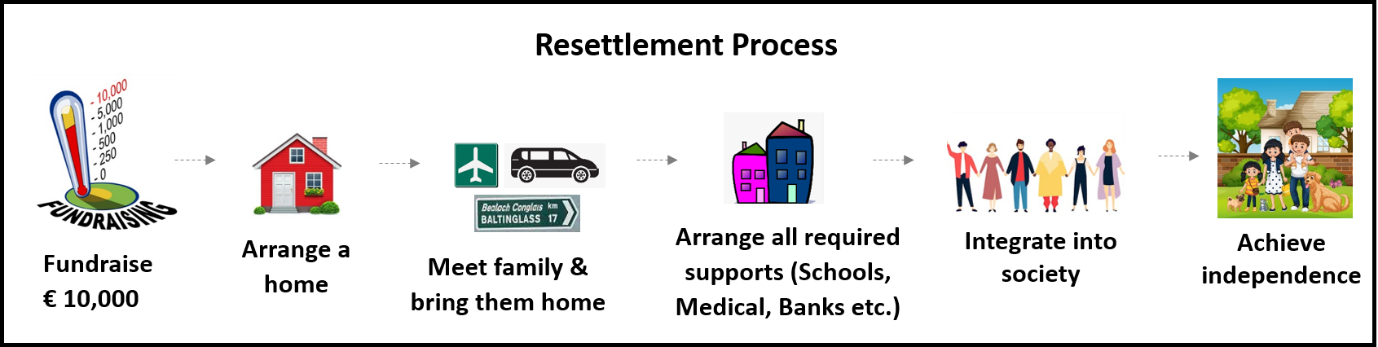 Resettlement Process
- 10,000
- 5,000
- 1,000
- 500
- 250
- 0
FUNDRAISING
Fundraise
€ 10,000
Arrange a
home
Bealach Conglais km
BALTINGLASS 17
Meet family &
bring them home
Arrange all required
supports (Schools,
Medical, Banks etc.)
Integrate into
society
Achieve
independence